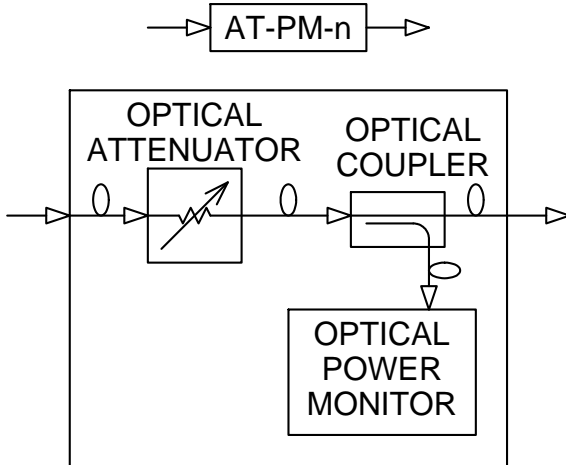 AT-PM-n
OPTICAL
ATTENUATOR
OPTICAL
COUPLER
OPTICAL
POWER
MONITOR